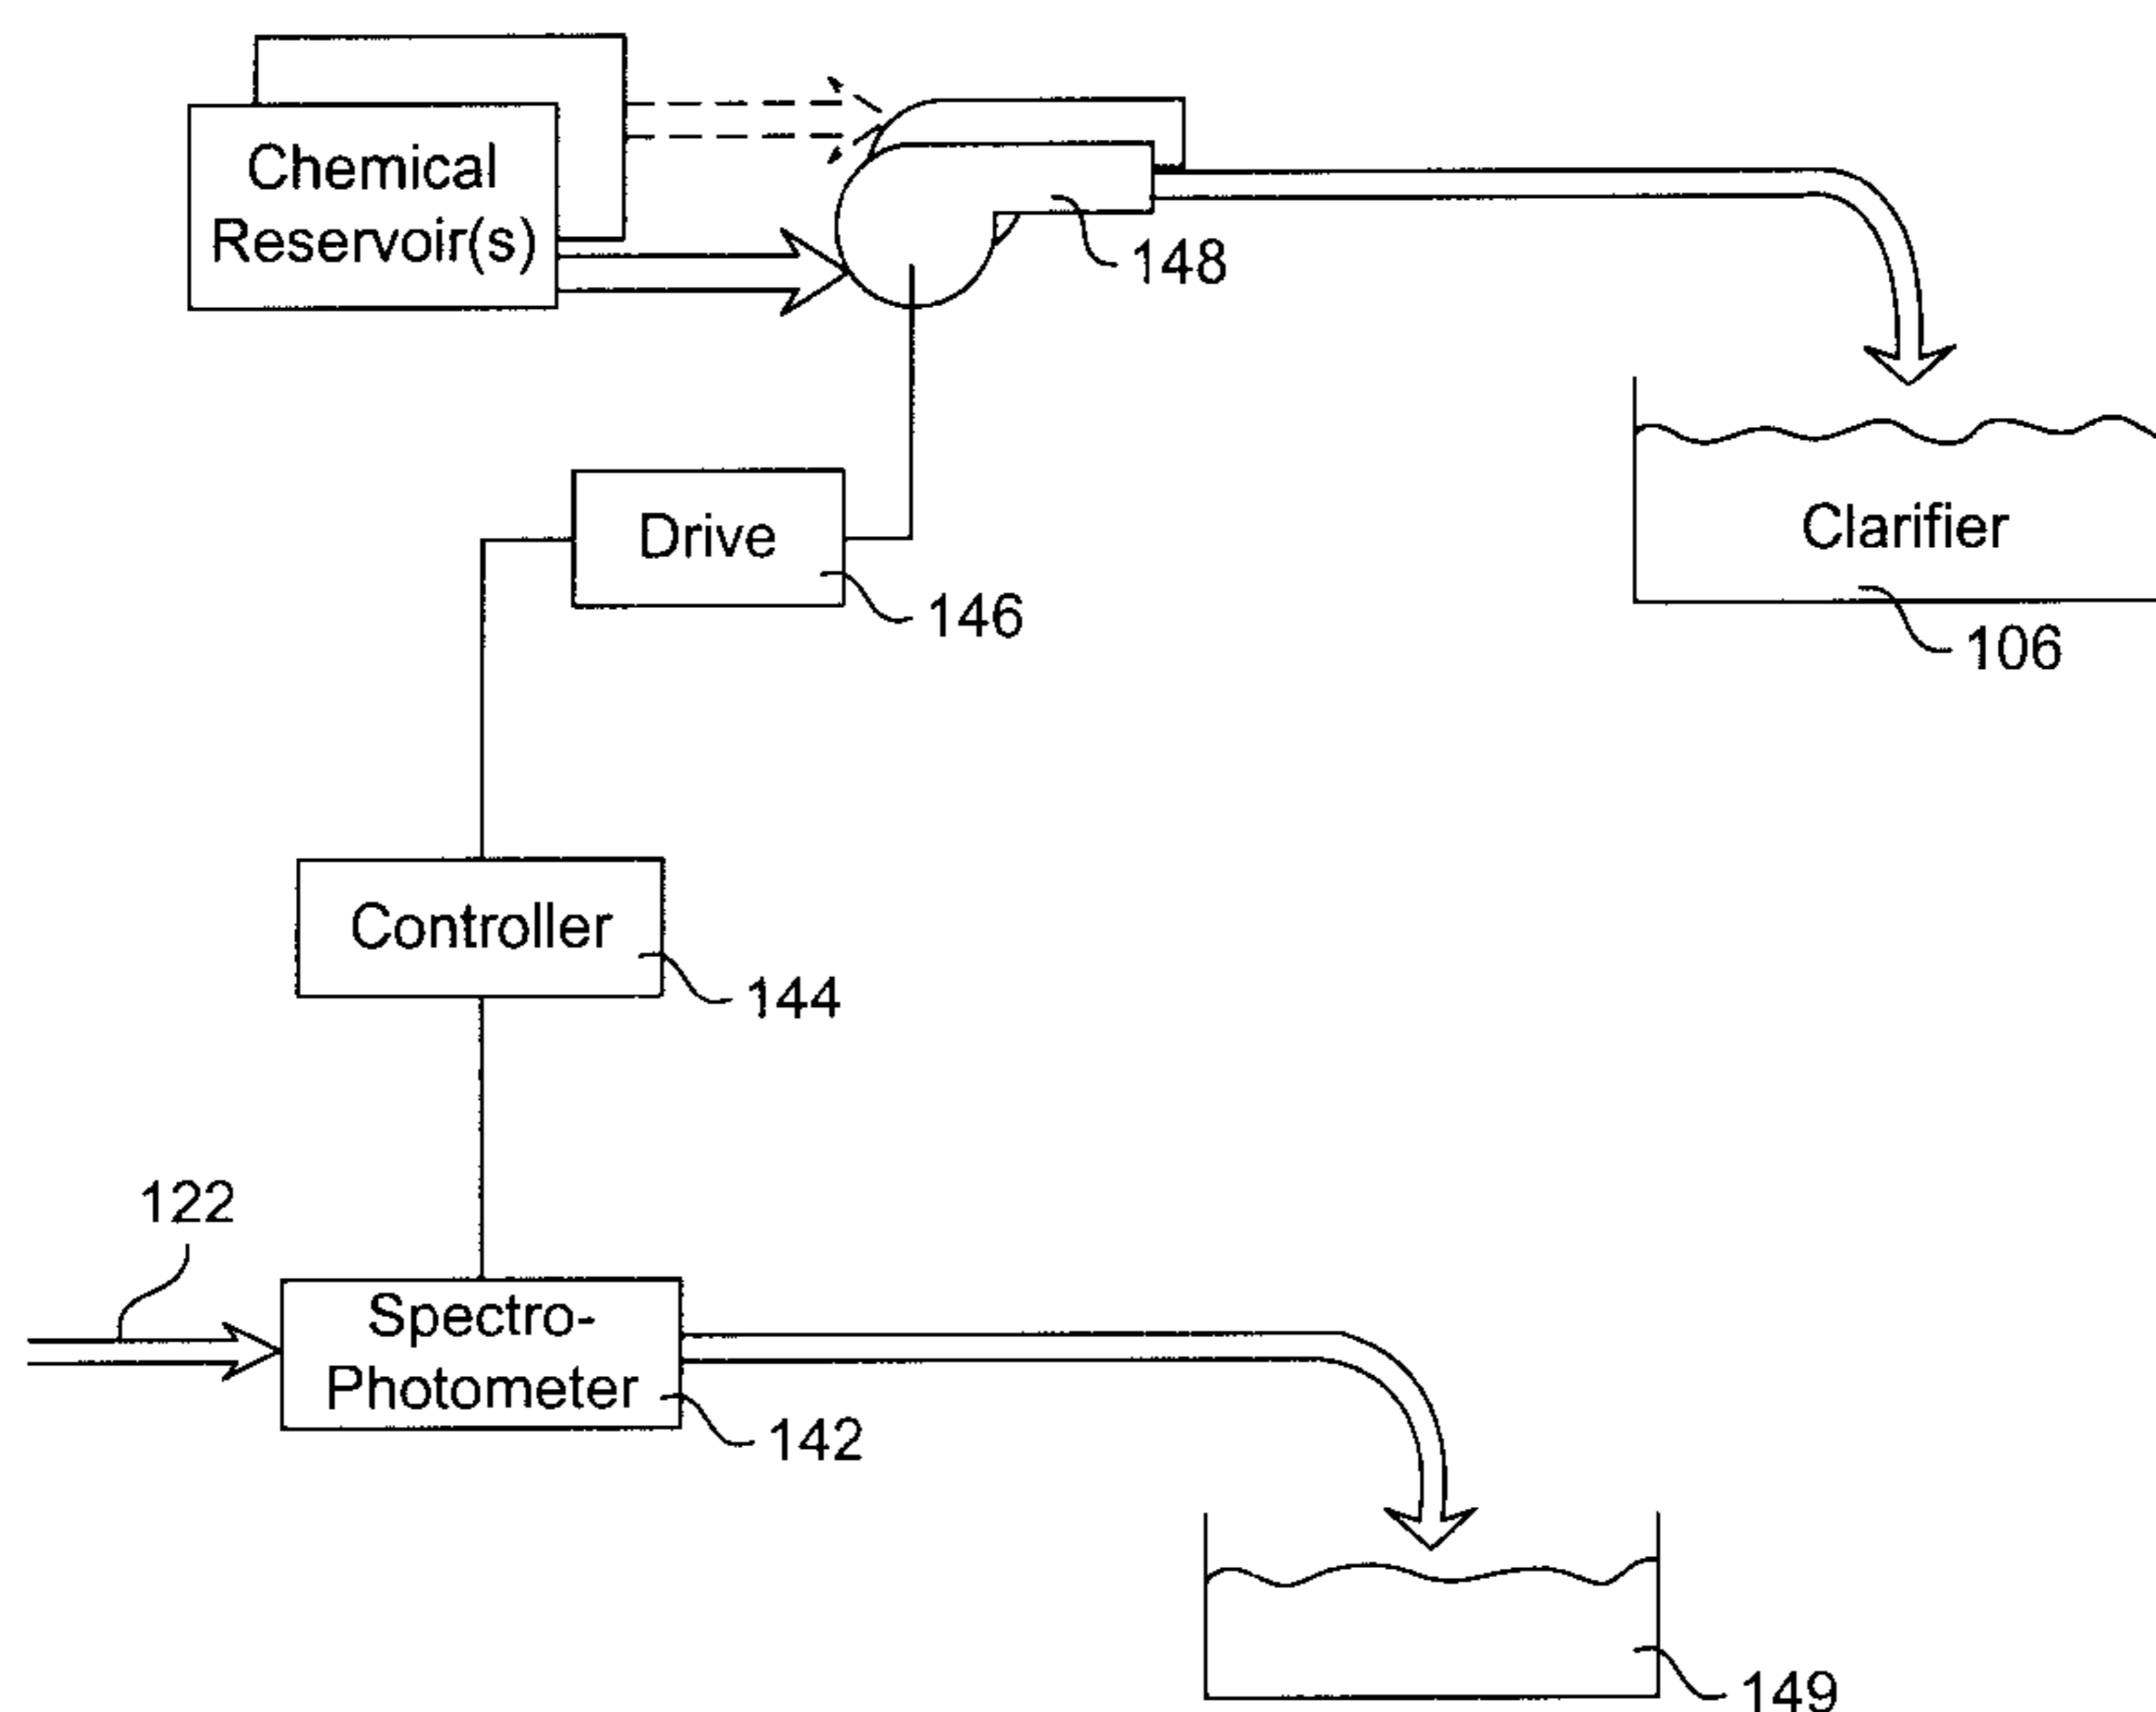 Chemical
Reservoir(s)
148
Drive
146
Clarifier
106
Controller
144
122
Spectro-
Photometer
142
149